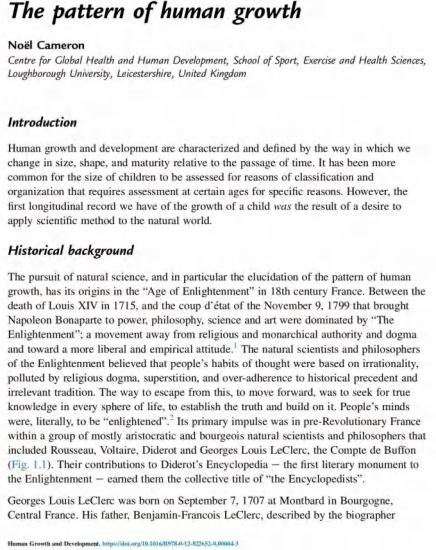 The pattern of human growth
Noël Cameron
Centre for Global Health and Human Development, School of Sport, Exercise and Health Sciences,
Loughborough University, Leicestershire, United Kingdom
Introduction
Human growth and development are characterized and defined by the way in which we
change in size, shape, and maturity relative to the passage of time. It has been more
common for the size of children to be assessed for reasons of classification and
organization that requires assessment at certain ages for specific reasons. However, the
first longitudinal record we have of the growth of a child was the result of a desire to
apply scientific method to the natural world.
Historical background
The pursuit of natural science, and in particular the elucidation of the pattern of human
growth, has its origins in the “Age of Enlightenment” in 18th century France. Between the
death of Louis XIV in 1715, and the coup d’état of the November 9, 1799 that brought
Napoleon Bonaparte to power, philosophy, science and art were dominated by “The
Enlightenment”; a movement away from religious and monarchical authority and dogma
and toward a more liberal and empirical attitude.1 The natural scientists and philosophers
of the Enlightenment believed that people’s habits of thought were based on irrationality,
polluted by religious dogma, superstition, and over-adherence to historical precedent and
irrelevant tradition. The way to escape from this, to move forward, was to seek for true
knowledge in every sphere of life, to establish the truth and build on it. People’s minds
were, literally, to be “enlightened”.2 Its primary impulse was in pre-Revolutionary France
within a group of mostly aristocratic and bourgeois natural scientists and philosophers that
included Rousseau, Voltaire, Diderot and Georges Louis LeClerc, the Compte de Buffon
(Fig. 1.1). Their contributions to Diderot’s Encyclopedia — the first literary monument to
the Enlightenment — earned them the collective title of “the Encyclopedists”.
Georges Louis LeClerc was born on September 7, 1707 at Montbard in Bourgogne,
Central France. His father, Benjamin-Francois LeClerc, described by the biographer
Human Growth and Development. https://doi.org/10.1016/B978-0-12-822652-0.00004-3